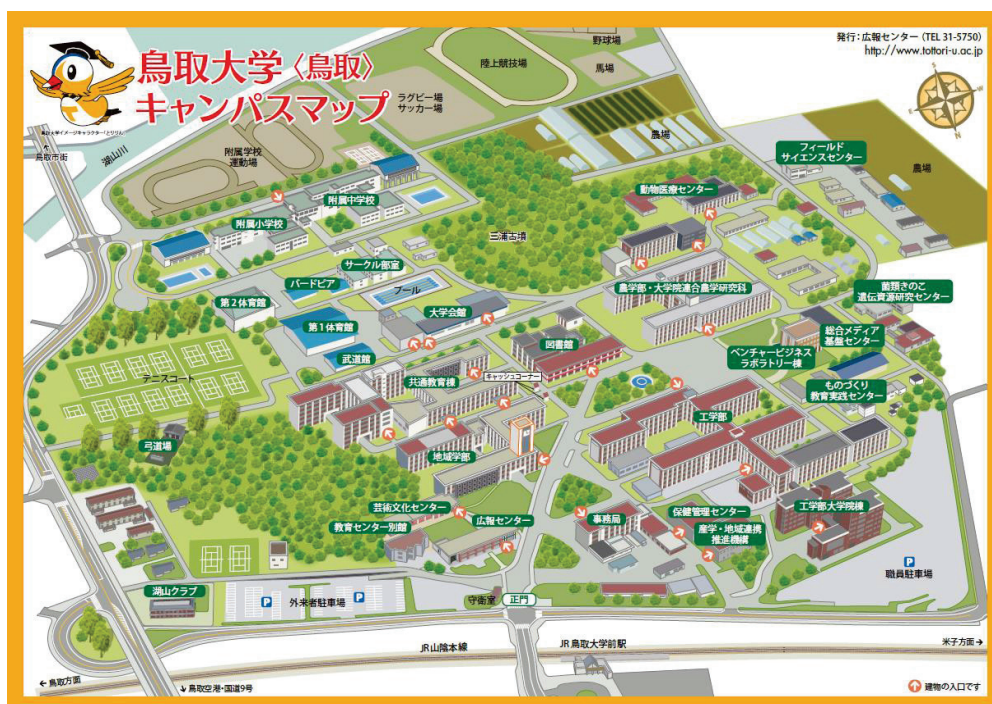 鳥取大学〈鳥取〉
キャンパスマップ
鳥取大学イメージキャラクター「とりりん」
発行：広報センター（TEL 31-5750）
http://www.tottori-u.ac.jp
野球場
陸上競技場
馬場
ラグビー場
サッカー場
鳥取市街
湖山川
附属学校
運動場
農場
フィールド
サイエンスセンター
農場
動物医療センター
附属中学校
附属小学校
三浦古墳
サークル部室
バードピア
プール
農学部・大学院連合農学研究科
菌類きのこ
遺伝資源研究センター
第2体育館
大学会館
第1体育館
図書館
総合メディア
基盤センター
武道館
ベンチャービジネス
ラボラトリー棟
テニスコート
共通教育棟
キャッシュコーナー
ものづくり
教育実践センター
工学部
弓道場
地域学部
芸術文化センター
広報センター
教育センター別館
事務局
保健管理センター
産学・地域連携
推進機構
工学部大学院棟
P
職員駐車場
湖山クラブ
P
外来者駐車場
P
守衛室
正門
JR山陰本線
JR鳥取大学前駅
米子方面→
←鳥取方面
↘鳥取空港・国道9号
建物の入口です